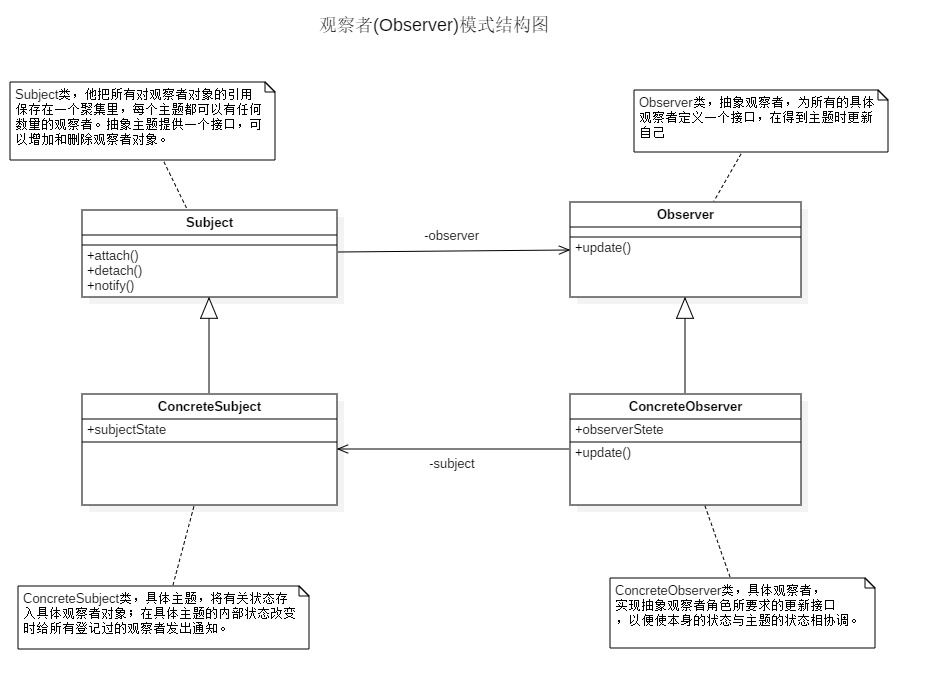 观察者(Observer)模式结构图
Subject类，他把所有对观察者对象的引用
保存在一个聚集里，每个主题都可以有任何
数量的观察者。抽象主题提供一个接口，可
以增加和删除观察者对象。
Observer类，抽象观察者，为所有的具体
观察者定义一个接口，在得到主题时更新
自己
Subject
+attach()
+detach()
+notify()
-observer
Observer
+update()
ConcreteSubject
+subjectState
-subject
ConcreteObserver
+observerStete
+update()
ConcreteSubject类，具体主题，将有关状态存
入具体观察者对象；在具体主题的内部状态改变
时给所有登记过的观察者发出通知。
ConcreteObserver类，具体观察者，
实现抽象观察者角色所要求的更新接口
，以便使本身的状态与主题的状态相协调。